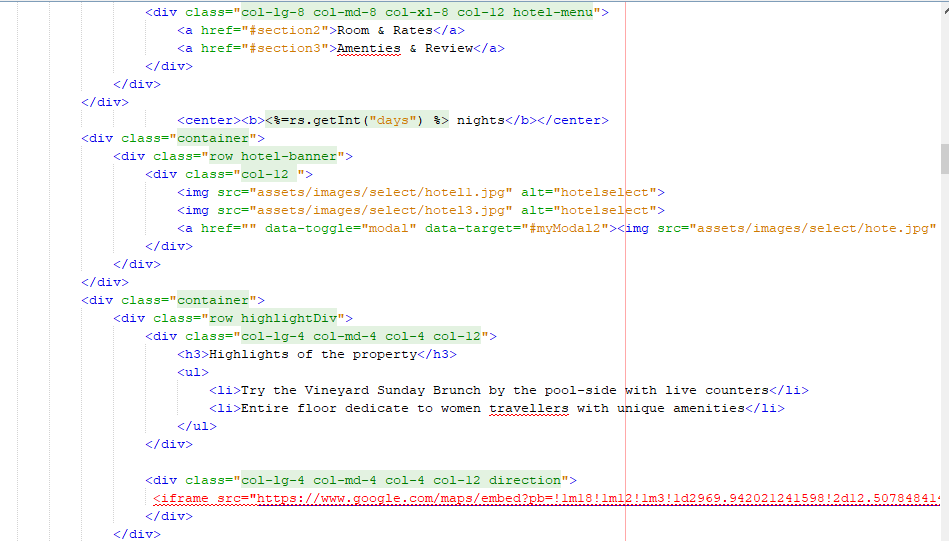 <div class="col-lg-8 col-md-8 col-xl-8 col-12 hotel-menu">
<a href="#section2">Room & Rates</a>
<a href="#section3">Amenties & Review</a>
</div>
</div>
</div>
<center><b><%=rs.getInt("days") %> nights</b></center>
<div class="container">
<div class="row hotel-banner">
<div class="col-12 ">
<img src="assets/images/select/hotel1.jpg" alt="hotelselect">
<img src="assets/images/select/hotel3.jpg" alt="hotelselect">
<a href="" data-toggle="modal" data-target="#myModal2"><img src="assets/images/select/hote.jpg"
</div>
</div>
</div>
<div class="container">
<div class="row highlightDiv">
<div class="col-lg-4 col-md-4 col-4 col-12">
<h3>Highlights of the property</h3>
<ul>
<li>Try the Vineyard Sunday Brunch by the pool-side with live counters</li>
<li>Entire floor dedicate to women travellers with unique amenities</li>
</ul>
</div>
<div class="col-lg-4 col-md-4 col-4 col-12 direction">
<iframe src="https://www.google.com/maps/embed?pb=!1m18!1m12!1m3!1d2969.942021241598!2d12.507848414
</div>
</div>